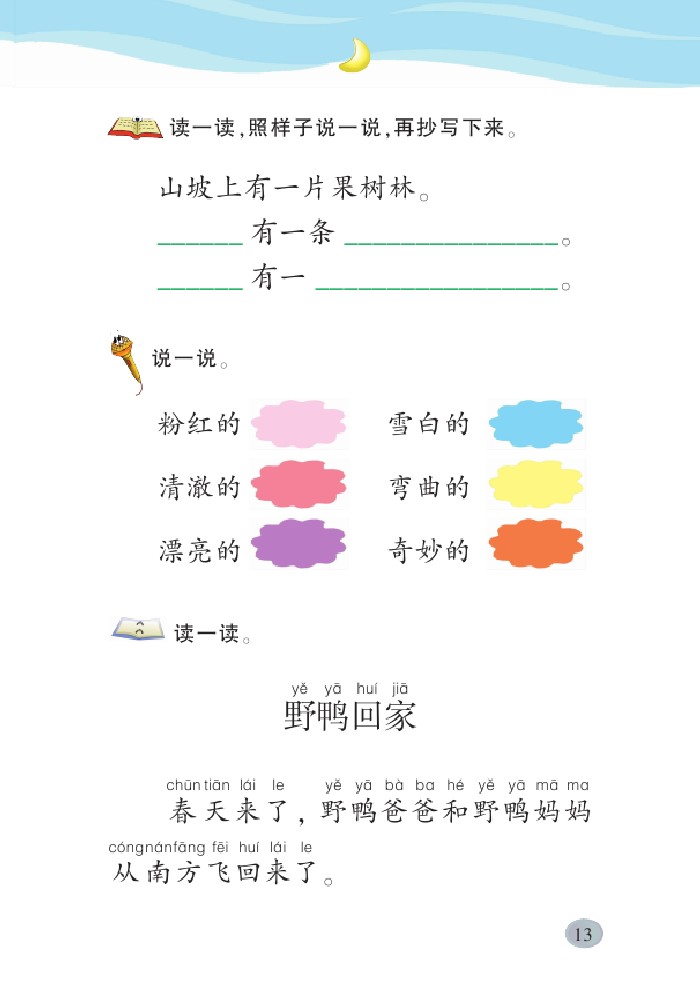 读一读,照样子说一说,再抄写下来。
山坡上有一片果树林。
______ 有一条 _______________。
______ 有一 _________________。
说一说。
粉红的 雪白的
清澈的 弯曲的
漂亮的 奇妙的
读一读。
yě yā huí jiā
野鸭回家
chūn tiān lái le yě yā bà ba hé yě yā mā ma
春天来了，野鸭爸爸和野鸭妈妈
cóng nán fāng fēi huí lái le
从南方飞回来了。
13